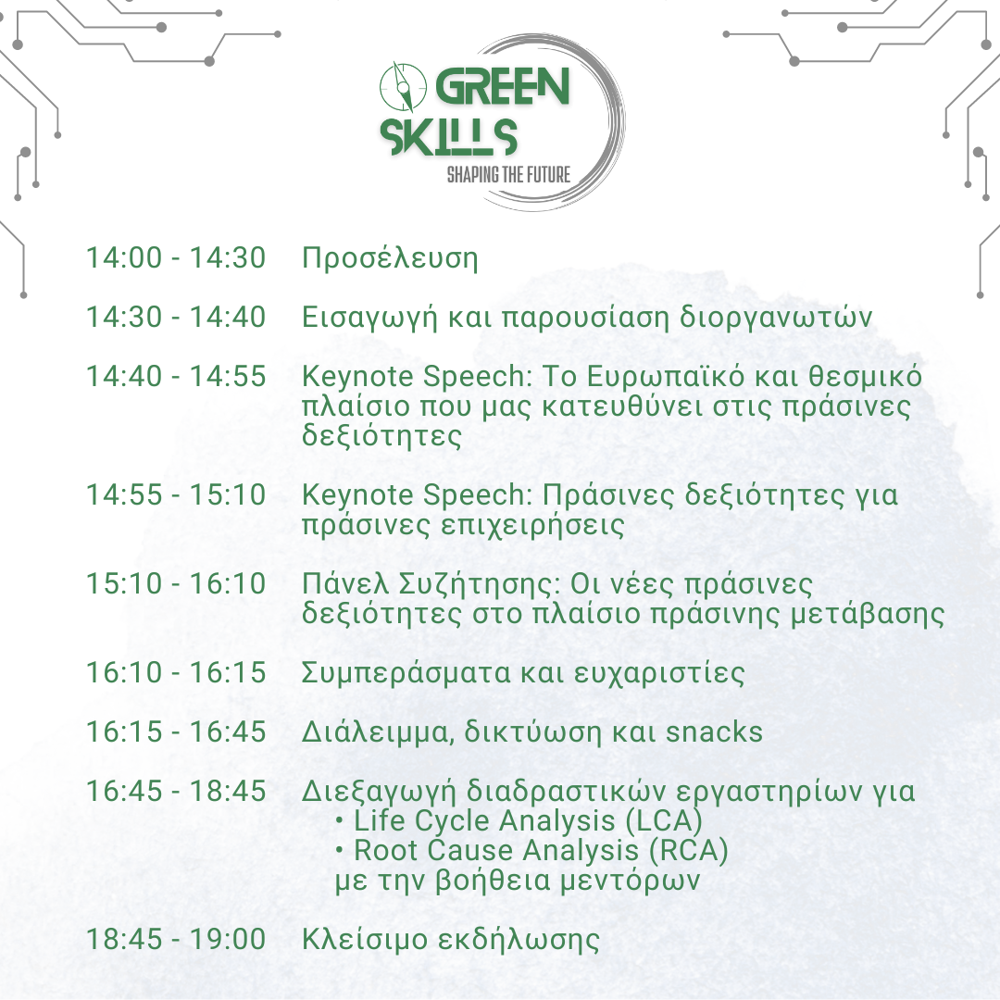 GREEN
SKILLS
SHAPING THE FUTURE
14:00 - 14:30 Προσέλευση
14:30 - 14:40 Εισαγωγή και παρουσίαση διοργανωτών
14:40 - 14:55 Keynote Speech: Το Ευρωπαϊκό και θεσμικό
πλαίσιο που μας κατευθύνει στις πράσινες
δεξιότητες
14:55 - 15:10 Keynote Speech: Πράσινες δεξιότητες για
πράσινες επιχειρήσεις
15:10 - 16:10 Πάνελ Συζήτησης: Οι νέες πράσινες
δεξιότητες στο πλαίσιο πράσινης μετάβασης
16:10 - 16:15 Συμπεράσματα και ευχαριστίες
16:15 - 16:45 Διάλειμμα, δικτύωση και snacks
16:45 - 18:45 Διεξαγωγή διαδραστικών εργαστηρίων για
• Life Cycle Analysis (LCA)
• Root Cause Analysis (RCA)
με την βοήθεια μεντόρων
18:45 - 19:00 Κλείσιμο εκδήλωσης